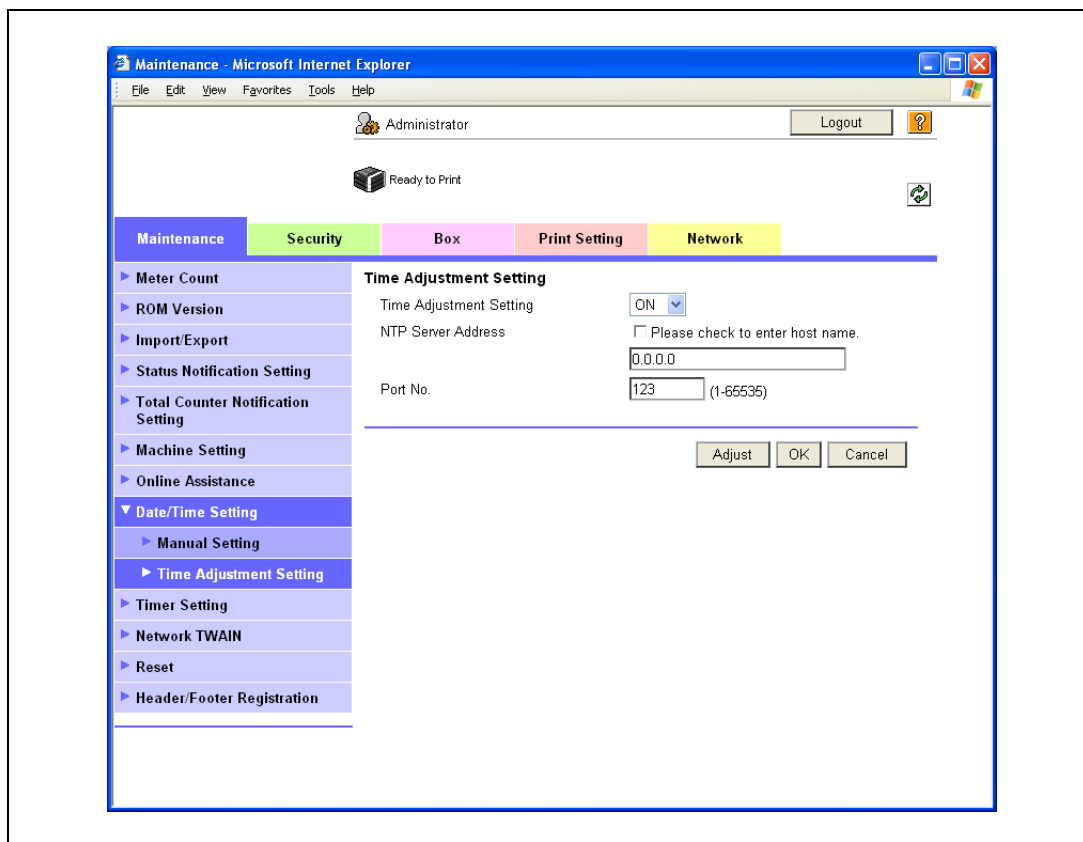 Maintenance - Microsoft Internet Explorer
File Edit View Favorites Tools Help
Administrator Logout ?
Ready to Print
Maintenance Security Box Print Setting Network
Meter Count
ROM Version
Import/Export
Status Notification Setting
Total Counter Notification
Setting
Machine Setting
Online Assistance
Date/Time Setting
Manual Setting
Time Adjustment Setting
Timer Setting
Network TWAIN
Reset
Header/Footer Registration
Time Adjustment Setting
Time Adjustment Setting ON
NTP Server Address Please check to enter host name.
0.0.0.0
Port No. 123 (1-65535)
Adjust OK Cancel